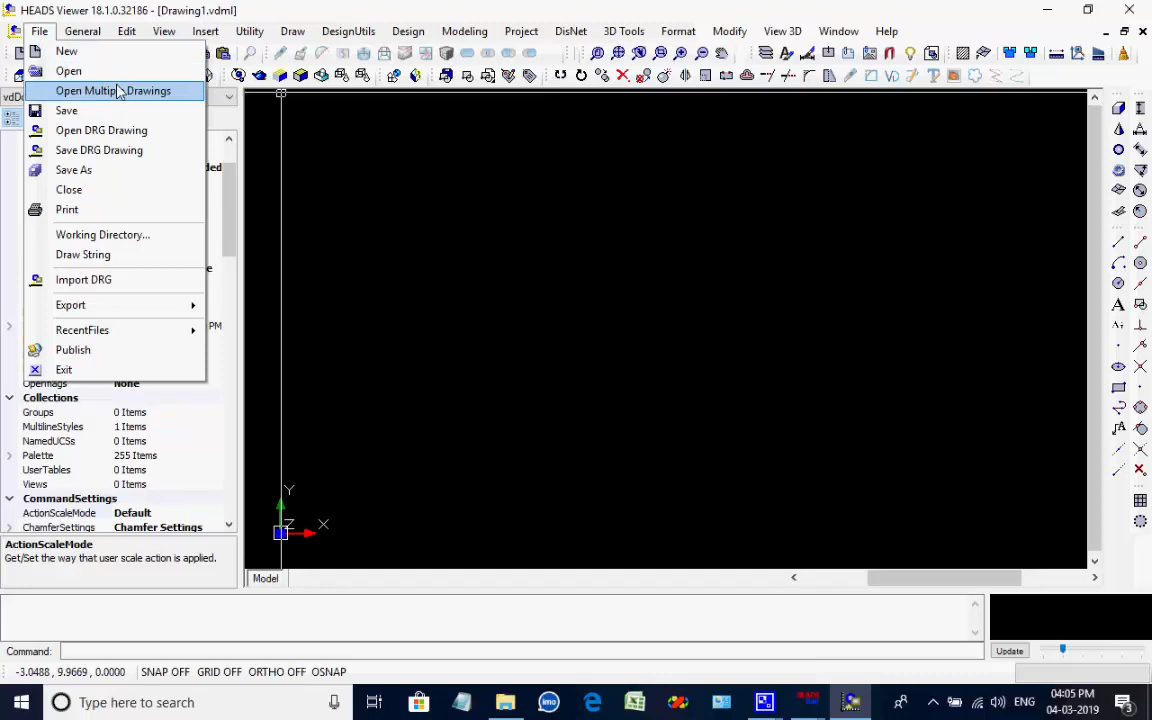 HEADS Viewer 18.1.0.32186 - [Drawing1.vdml]
File General Edit View Insert Utility Draw DesignUtils Design Modeling Project DisNet 3D Tools Format Modify View 3D Window Help
New
Open
Open Multiple Drawings
Save
Open DRG Drawing
Save DRG Drawing
Save As
Close
Print
Working Directory...
Draw String
Import DRG
Export
RecentFiles
Publish
Exit
PM
None
Collections
Groups 0 Items
MultilineStyles 1 Items
NamedUCSs 0 Items
Palette 255 Items
UserTables 0 Items
Views 0 Items
CommandSettings
ActionScaleMode Default
ChamferSettings Chamfer Settings
ActionScaleMode
Get/Set the way that user scale action is applied.
Y
Z X
Model
Command:
Update
-3.0488, 9.9669, 0.0000 SNAP OFF GRID OFF ORTHO OFF OSNAP
Type here to search
imo
ENG
04:05 PM
04-03-2019
3